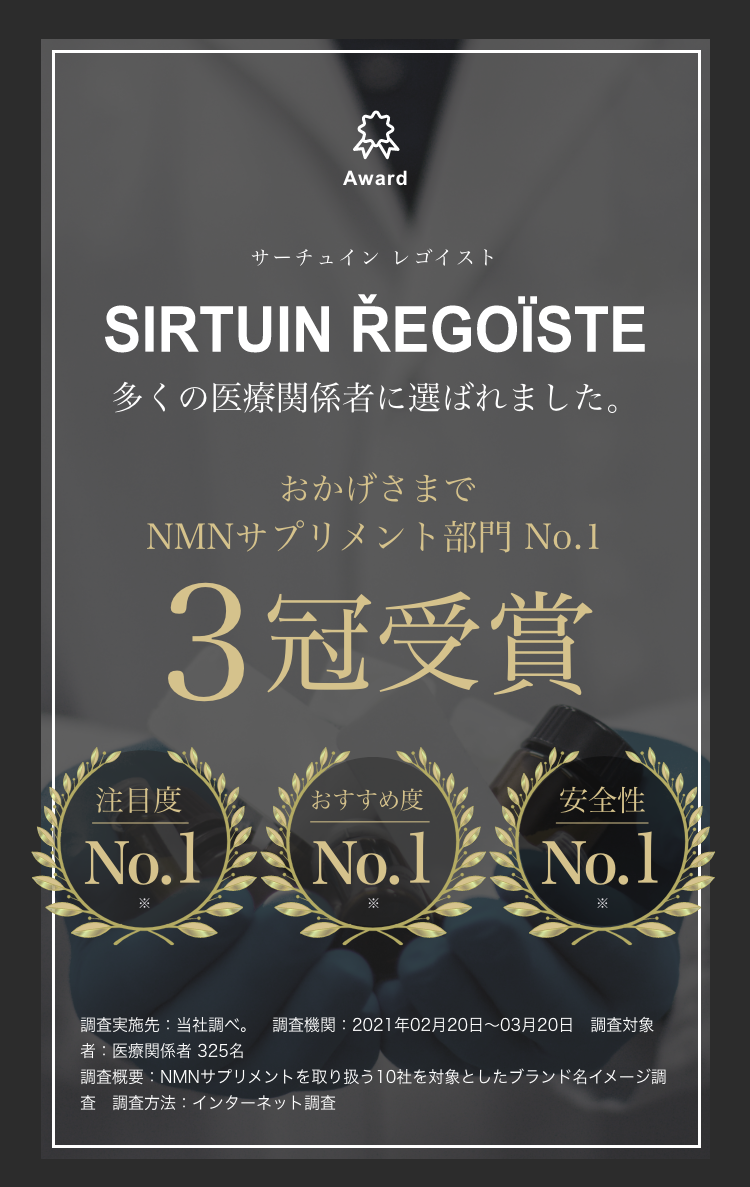 Award
サーチュイン レゴイスト
SIRTUIN ŘEGOÏSTE
多くの医療関係者に選ばれました。
おかげさまで
NMNサプリメント部門 No.1
3冠受賞
注目度
No.1
※
おすすめ度
No.1
※
安全性
No.1
※
調査実施先：当社調べ。　調査機関：2021年02月20日〜03月20日　調査対象
者：医療関係者 325名
調査概要：NMNサプリメントを取り扱う10社を対象としたブランド名イメージ調
査　調査方法：インターネット調査